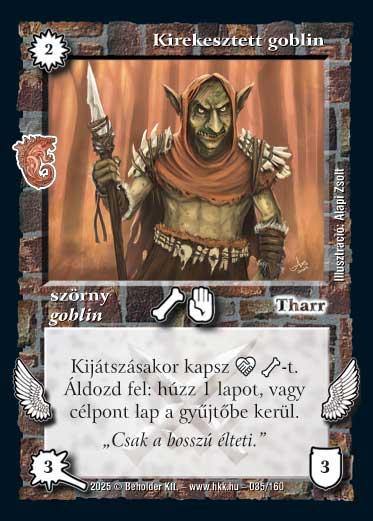 2
Kirekesztett goblin
Illusztráció: Alapi Zsolt
szörny
goblin
Tharr
Kijátszásakor kapsz -t.
Áldozd fel: húzz 1 lapot, vagy
célpont lap a gyűjtőbe kerül.
„Csak a bosszú élteti.”
3
3
2025 © Beholder Kft. – www.hkk.hu – 085/160